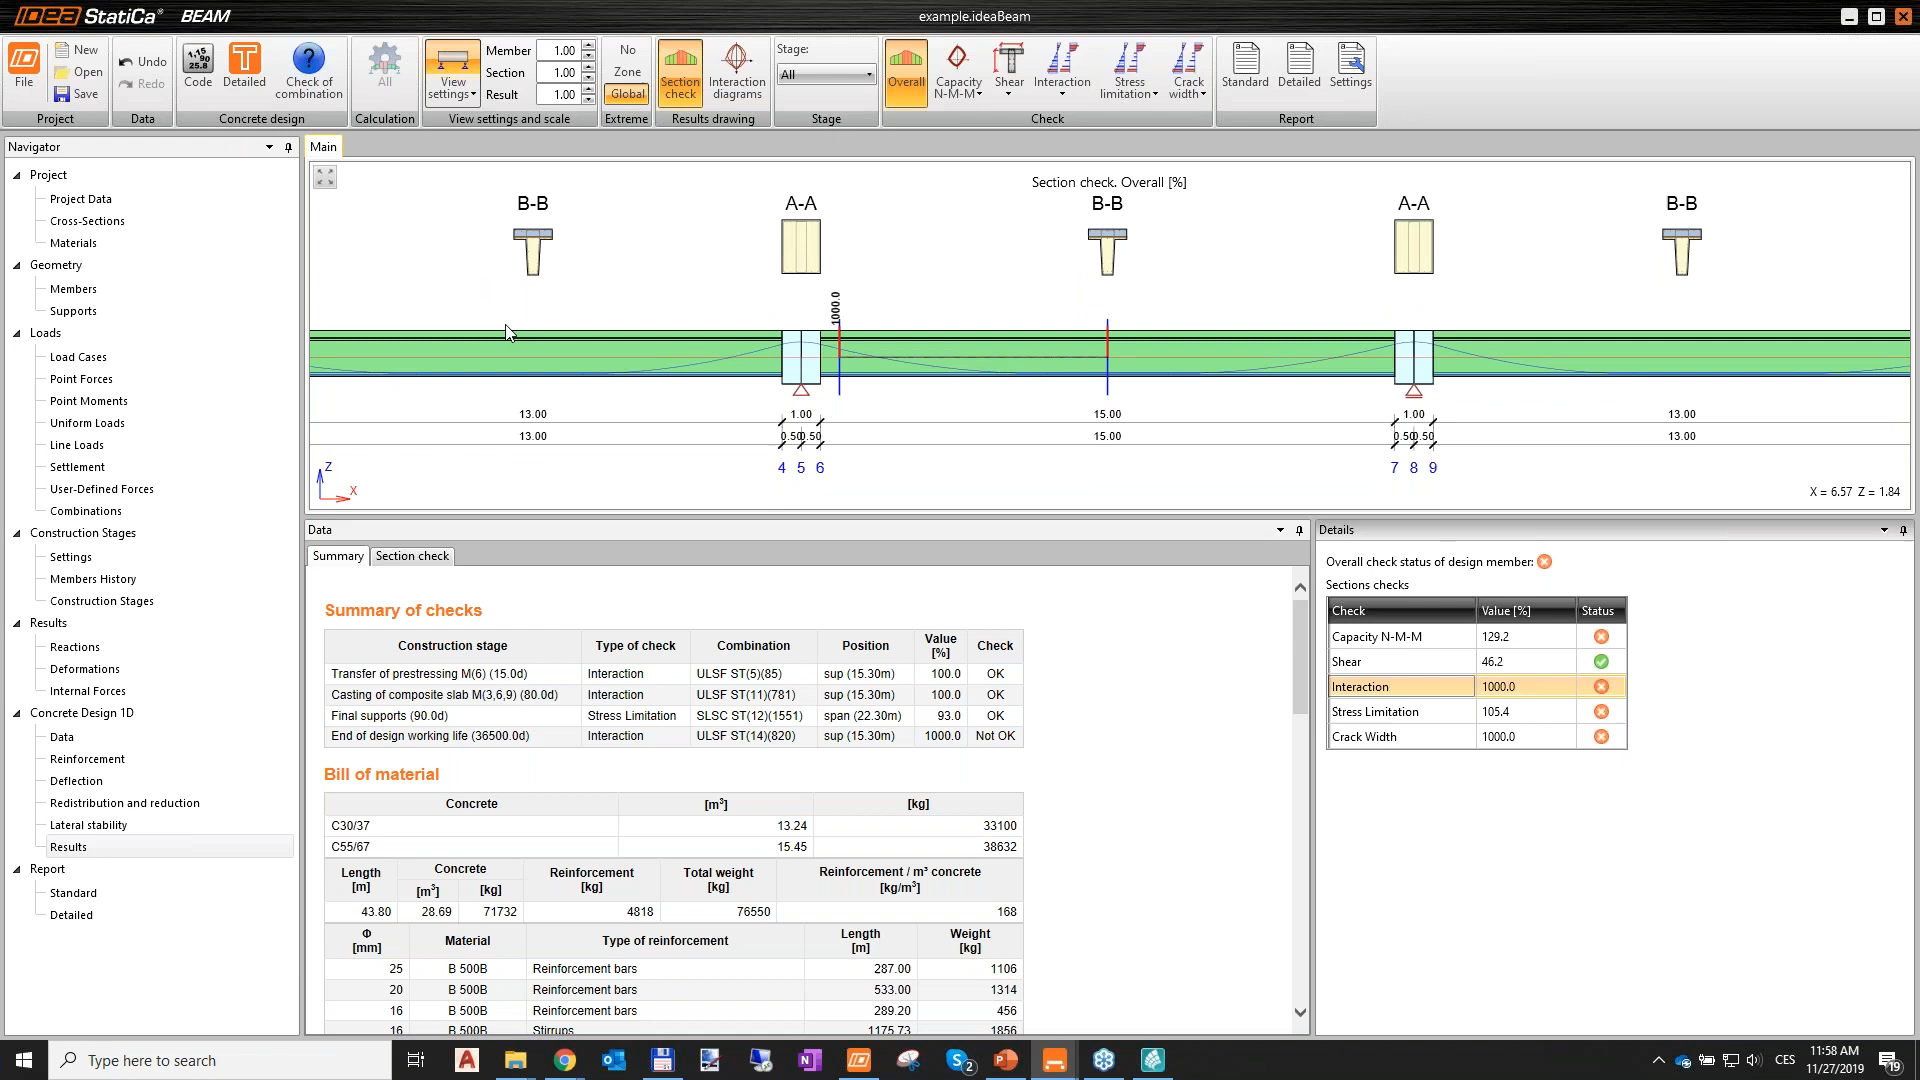 IDEA StatiCa® BEAM
example.ideaBeam
File
New
Open
Save
Project
Undo
Redo
Data
1,15
90
25.8
Code
Detailed
Check of
combination
Concrete design
All
Calculation
View
settings
Member 1.00
Section 1.00
Result 1.00
View settings and scale
No
Zone
Global
Extreme
Section
check
Interaction
diagrams
Results drawing
Stage:
All
Stage
Overall
Capacity
N-M-M
Shear
Interaction
Stress
limitation
Crack
width
Check
Standard
Detailed
Settings
Report
Navigator
Project
Project Data
Cross-Sections
Materials
Geometry
Members
Supports
Loads
Load Cases
Point Forces
Point Moments
Uniform Loads
Line Loads
Settlement
User-Defined Forces
Combinations
Construction Stages
Settings
Members History
Construction Stages
Results
Reactions
Deformations
Internal Forces
Concrete Design 1D
Data
Reinforcement
Deflection
Redistribution and reduction
Lateral stability
Results
Report
Standard
Detailed
Main
Section check. Overall [%]
B-B A-A B-B A-A B-B
1000.0
13.00 1.00 15.00 1.00 13.00
13.00 0.50 0.50 15.00 0.50 0.50 13.00
4 5 6 7 8 9
Z
X
X = 6.57 Z = 1.84
Data
Summary Section check
Summary of checks
Construction stage Type of check Combination Position Value [%] Check
Transfer of prestressing M(6) (15.0d) Interaction ULSF ST(5)(85) sup (15.30m) 100.0 OK
Casting of composite slab M(3,6,9) (80.0d) Interaction ULSF ST(11)(781) sup (15.30m) 100.0 OK
Final supports (90.0d) Stress Limitation SLSC ST(12)(1551) span (22.30m) 93.0 OK
End of design working life (36500.0d) Interaction ULSF ST(14)(820) sup (15.30m) 1000.0 Not OK
Bill of material
Concrete [m³] [kg]
C30/37 13.24 33100
C55/67 15.45 38632
Length [m] Concrete [m³] [kg] Reinforcement [kg] Total weight [kg] Reinforcement / m³ concrete [kg/m³]
43.80 28.69 71732 4818 76550 168
Φ [mm] Material Type of reinforcement Length [m] Weight [kg]
25 B 500B Reinforcement bars 287.00 1106
20 B 500B Reinforcement bars 533.00 1314
16 B 500B Reinforcement bars 289.20 456
16 B 500B Stirrups 1175.73 1856
Details
Overall check status of design member:
Sections checks
Check Value [%] Status
Capacity N-M-M 129.2
Shear 46.2
Interaction 1000.0
Stress Limitation 105.4
Crack Width 1000.0
Type here to search
2
CES
11:58 AM
11/27/2019
19